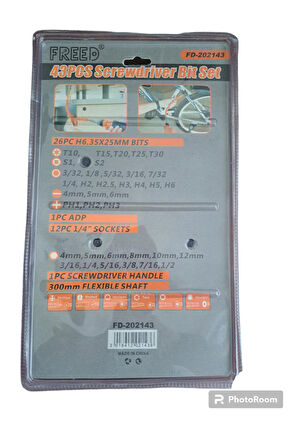 FREED
FD-202143
43PCS Screwdriver Bit Set
26PC H6.35X25MM BITS
T10, T15,T20,T25,T30
S1, S2
3/32, 1/8 ,5/32, 3/16, 7/32
1/4, H2, H2.5, H3, H4, H5, H6
4mm,5mm,6mm
PH1,PH2,PH3
1PC ADP
12PC 1/4" SOCKETS
4mm,5mm,6mm,8mm,10mm,12mm
3/16,1/4,5/16,3/8,7/16,1/2
1PC SCREWDRIVER HANDLE
300mm FLEXIBLE SHAFT
FD-202143
MADE IN CHINA
PhotoRoom